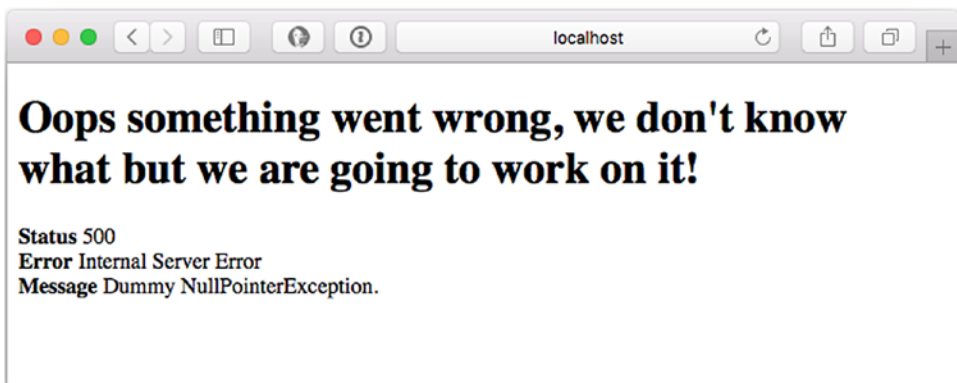 localhost
Oops something went wrong, we don't know
what but we are going to work on it!
Status 500
Error Internal Server Error
Message Dummy NullPointerException.